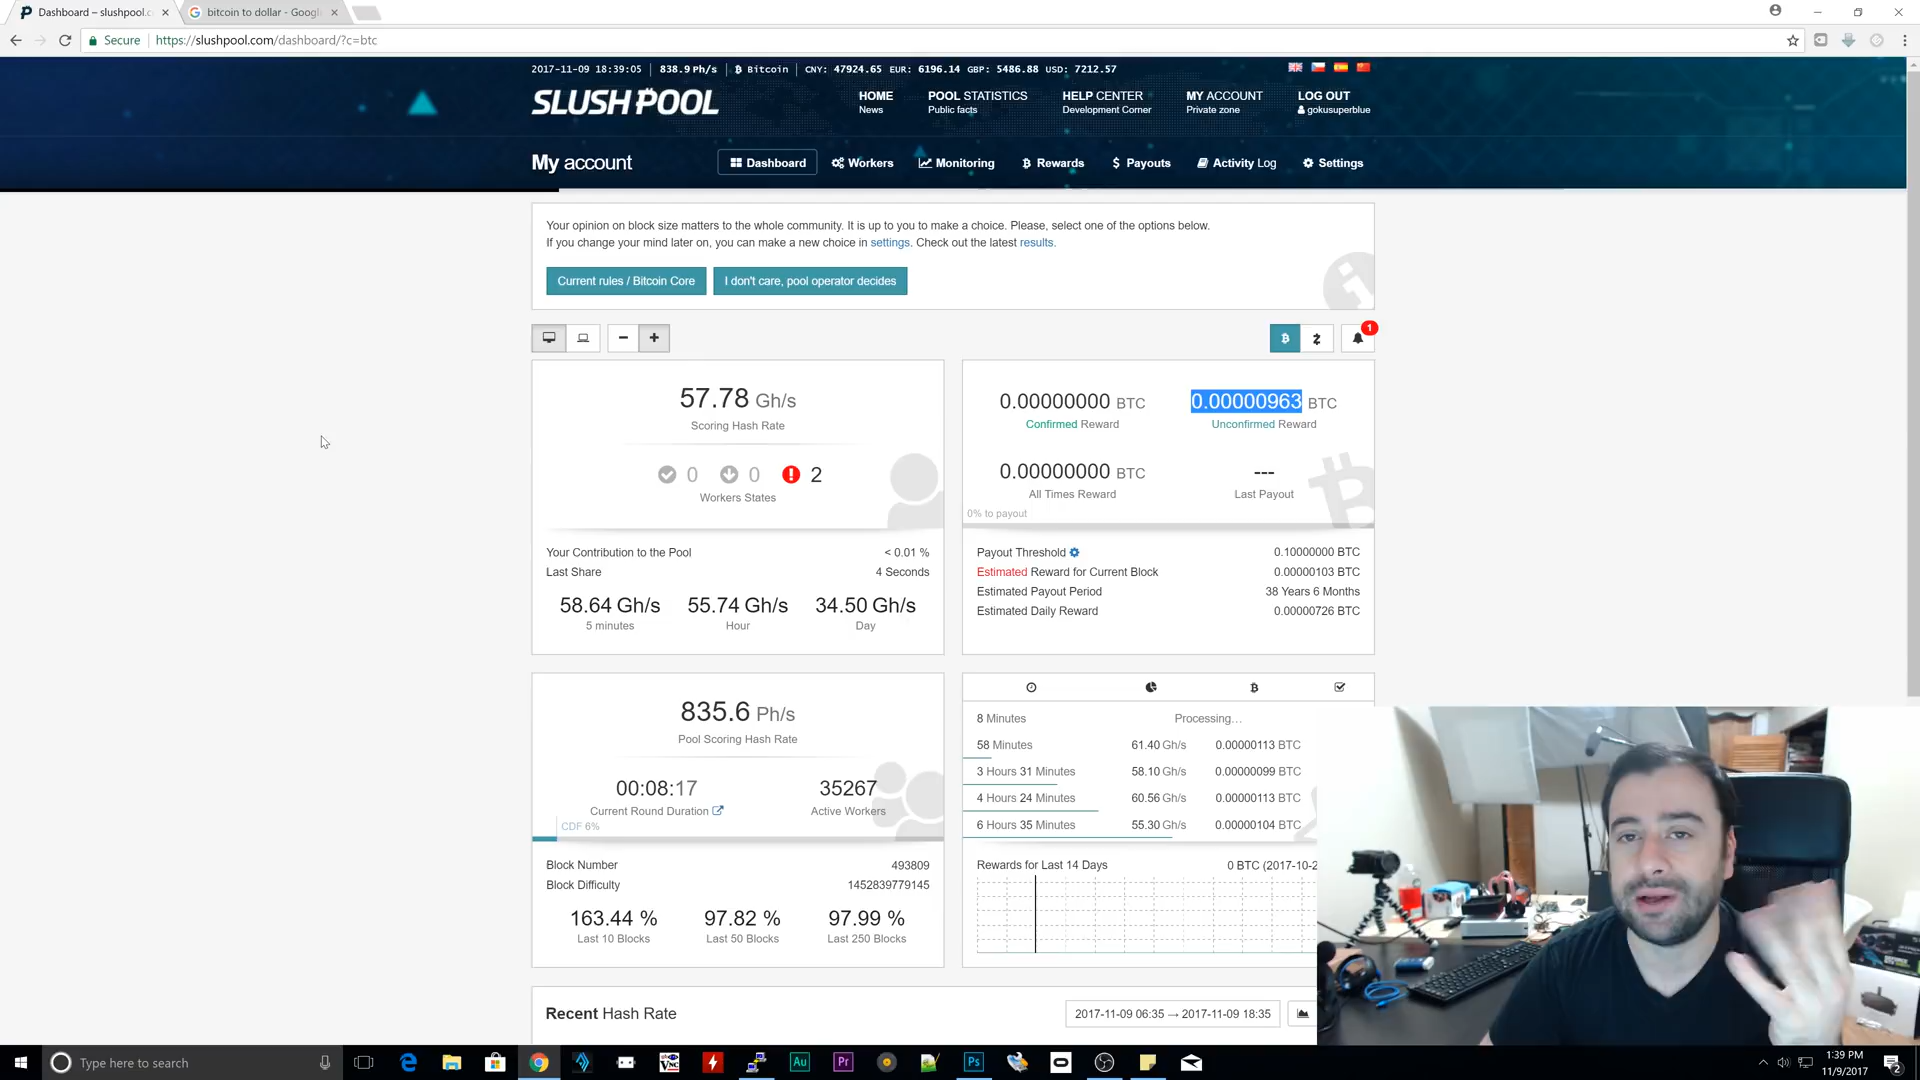 Dashboard – slushpool.c
bitcoin to dollar - Googl
Secure
https://slushpool.com/dashboard/?c=btc
2017-11-09 18:39:05 838.9 Ph/s Bitcoin CNY: 47924.65 EUR: 6196.14 GBP: 5486.88 USD: 7212.57
SLUSH POOL
HOME
News
POOL STATISTICS
Public facts
HELP CENTER
Development Corner
MY ACCOUNT
Private zone
LOG OUT
gokusuperblue
My account
Dashboard
Workers
Monitoring
Rewards
Payouts
Activity Log
Settings
Your opinion on block size matters to the whole community. It is up to you to make a choice. Please, select one of the options below.
If you change your mind later on, you can make a new choice in settings. Check out the latest results.
Current rules / Bitcoin Core
I don't care, pool operator decides
1
57.78 Gh/s
Scoring Hash Rate
0 0 2
Workers States
Your Contribution to the Pool < 0.01 %
Last Share 4 Seconds
58.64 Gh/s 55.74 Gh/s 34.50 Gh/s
5 minutes Hour Day
0.00000000 BTC 0.00000963 BTC
Confirmed Reward Unconfirmed Reward
0.00000000 BTC ---
All Times Reward Last Payout
0% to payout
Payout Threshold 0.10000000 BTC
Estimated Reward for Current Block 0.00000103 BTC
Estimated Payout Period 38 Years 6 Months
Estimated Daily Reward 0.00000726 BTC
835.6 Ph/s
Pool Scoring Hash Rate
00:08:17 35267
Current Round Duration Active Workers
CDF 6%
Block Number 493809
Block Difficulty 1452839779145
163.44 % 97.82 % 97.99 %
Last 10 Blocks Last 50 Blocks Last 250 Blocks
8 Minutes Processing...
58 Minutes 61.40 Gh/s 0.00000113 BTC
3 Hours 31 Minutes 58.10 Gh/s 0.00000099 BTC
4 Hours 24 Minutes 60.56 Gh/s 0.00000113 BTC
6 Hours 35 Minutes 55.30 Gh/s 0.00000104 BTC
Rewards for Last 14 Days 0 BTC (2017-10-2
Recent Hash Rate
2017-11-09 06:35 → 2017-11-09 18:35
Type here to search
Au
Pr
Ps
1:39 PM
11/9/2017
2